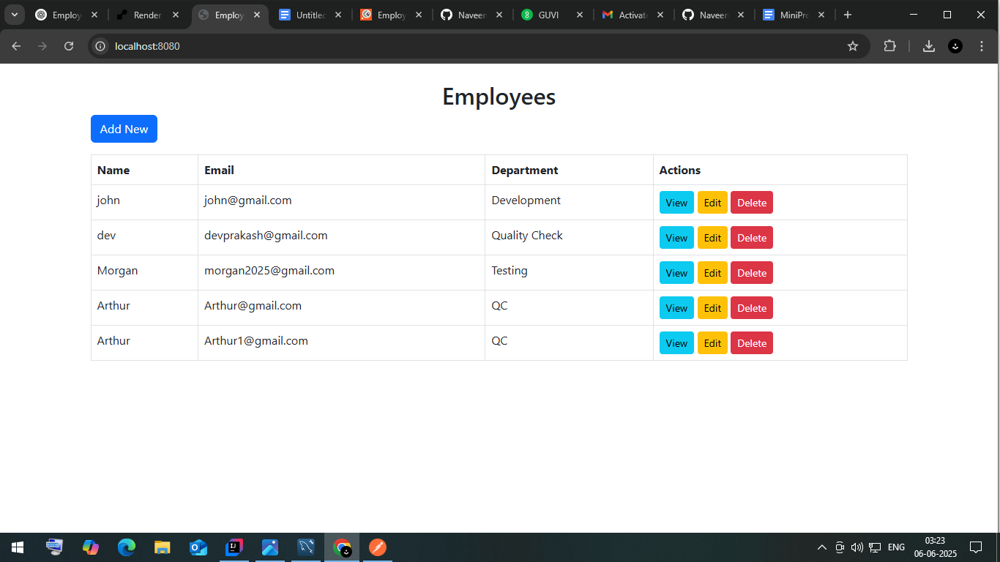 Employ
Render
Employ
Untitled
Employ
Naveen
GUVI
Activate
Naveen
MiniPro
localhost:8080
Employees
Add New
Name Email Department Actions
john john@gmail.com Development View Edit Delete
dev devprakash@gmail.com Quality Check View Edit Delete
Morgan morgan2025@gmail.com Testing View Edit Delete
Arthur Arthur@gmail.com QC View Edit Delete
Arthur Arthur1@gmail.com QC View Edit Delete
ENG
03:23
06-06-2025